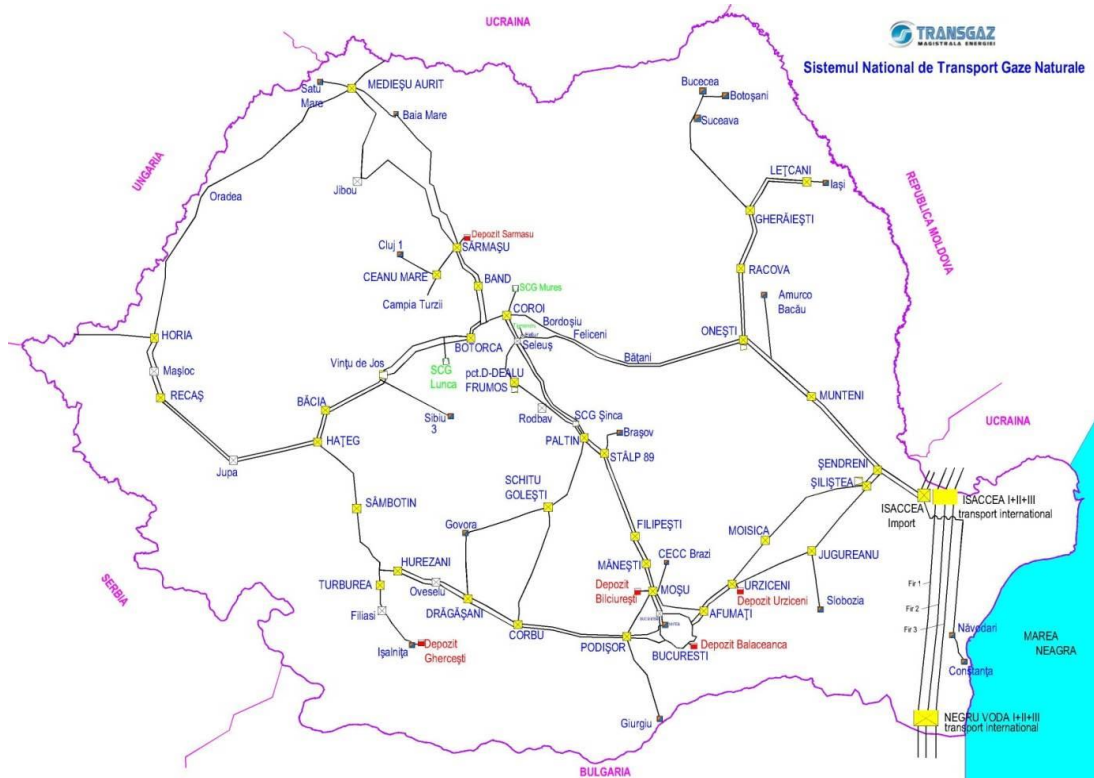 UCRAINA
TRANSGAZ
MAGISTRALA ENERGIEI
Sistemul National de Transport Gaze Naturale
Satu
Mare
MEDIEŞU AURIT
Baia Mare
Bucecea
Botoşani
Suceava
UNGARIA
Oradea
Jibou
LEŢCANI
Iaşi
GHERĂIEŞTI
REPUBLICA MOLDOVA
Depozit Sarmasu
SĂRMAŞU
Cluj 1
CEANU MARE
Campia Turzii
BAND
RACOVA
SCG Mures
COROI
Bordoşiu
Feliceni
Amurco
Bacău
ONEŞTI
HORIA
BOTORCA
Seleuş
Băţani
Maşloc
Vinţu de Jos
SCG
Lunca
pct.D-DEALU
FRUMOS
RECAŞ
MUNTENI
BĂCIA
Sibiu
3
Rodbav
SCG Şinca
UCRAINA
HAŢEG
PALTIN
Braşov
STÂLP 89
Jupa
ŞENDRENI
ŞILIŞTEA
SCHITU
GOLEŞTI
SÂMBOTIN
ISACCEA
Import
ISACCEA I+II+III
transport international
Govora
FILIPEŞTI
MOISICA
CECC Brazi
JUGUREANU
SERBIA
HUREZANI
MĂNEŞTI
TURBUREA
Oveselu
Depozit
Bilciureşti
MOŞU
URZICENI
Depozit Urziceni
Fir 1
Fir 2
Fir 3
Filiasi
DRĂGĂŞANI
AFUMAŢI
Slobozia
CORBU
Năvodari
MAREA
NEAGRA
Işalniţa
Depozit
Gherceşti
PODIŞOR
BUCURESTI
Depozit Balaceanca
Constanţa
Giurgiu
NEGRU VODA I+II+III
transport international
BULGARIA